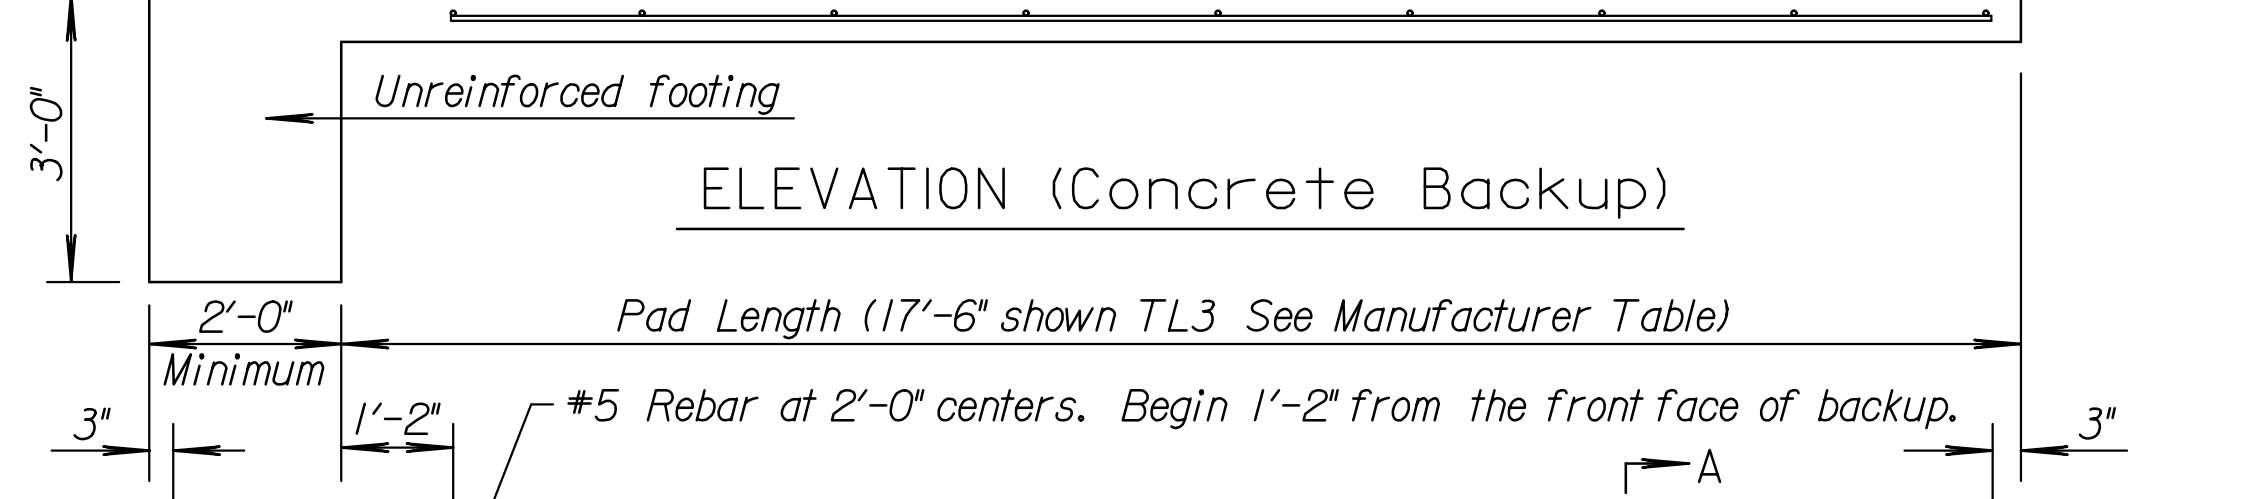 3'-0"
Unreinforced footing
ELEVATION (Concrete Backup)
2'-0"
Minimum
Pad Length (17'-6" shown TL3 See Manufacturer Table)
3"
1'-2"
#5 Rebar at 2'-0" centers. Begin 1'-2" from the front face of backup.
3"
A